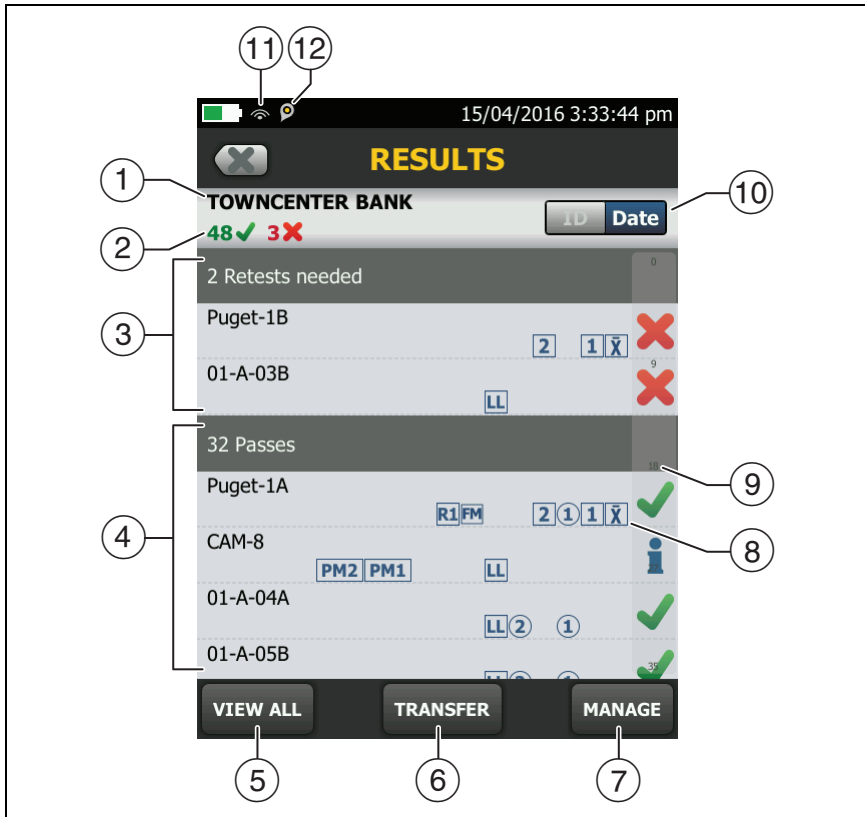 11 12
15/04/2016 3:33:44 pm
RESULTS
1
TOWNCENTER BANK
ID Date
10
48 3
2
2 Retests needed
0
3
Puget-1B
2 1 X̄
9
01-A-03B
LL
32 Passes
18
9
4
Puget-1A
R1 FM 2 1 1 X̄
8
CAM-8
PM2 PM1 LL
01-A-04A
LL 2 1
01-A-05B
35
LL 2 1
VIEW ALL TRANSFER MANAGE
5 6 7